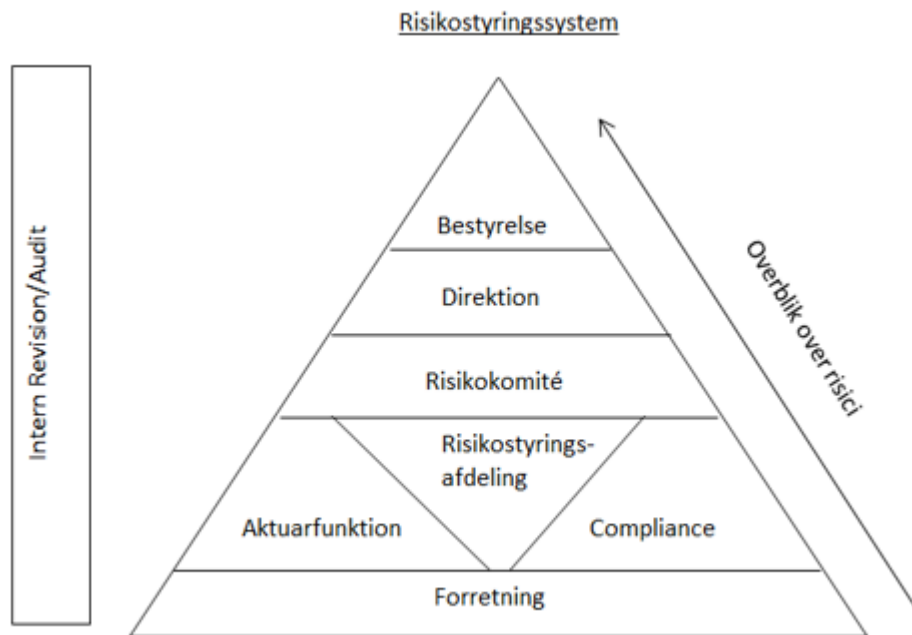 Risikostyringssystem
Intern Revision/Audit
Bestyrelse
Direktion
Risikokomité
Risikostyrings-
afdeling
Aktuarfunktion
Compliance
Forretning
Overblik over risici